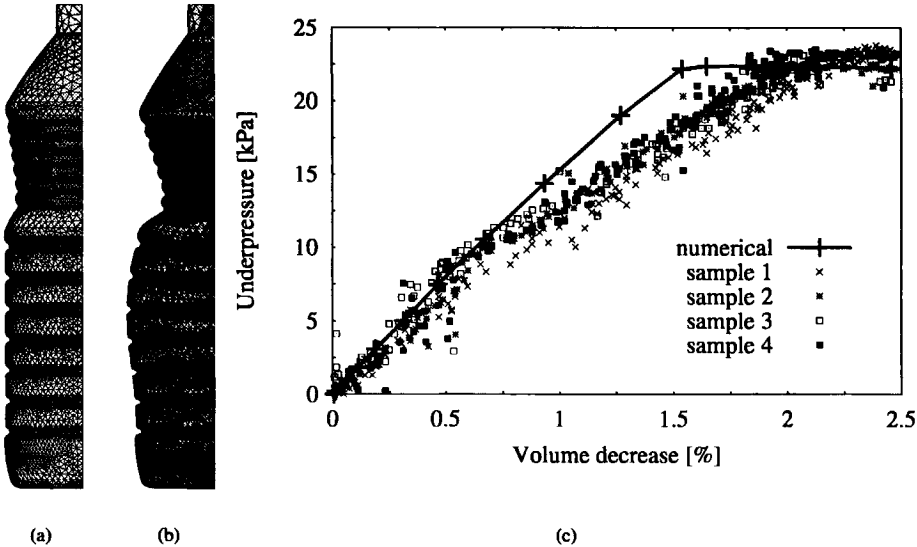 25
20
15
10
5
0
Underpressure [kPa]
numerical
sample 1
sample 2
sample 3
sample 4
0 0.5 1 1.5 2 2.5
Volume decrease [%]
(a) (b) (c)